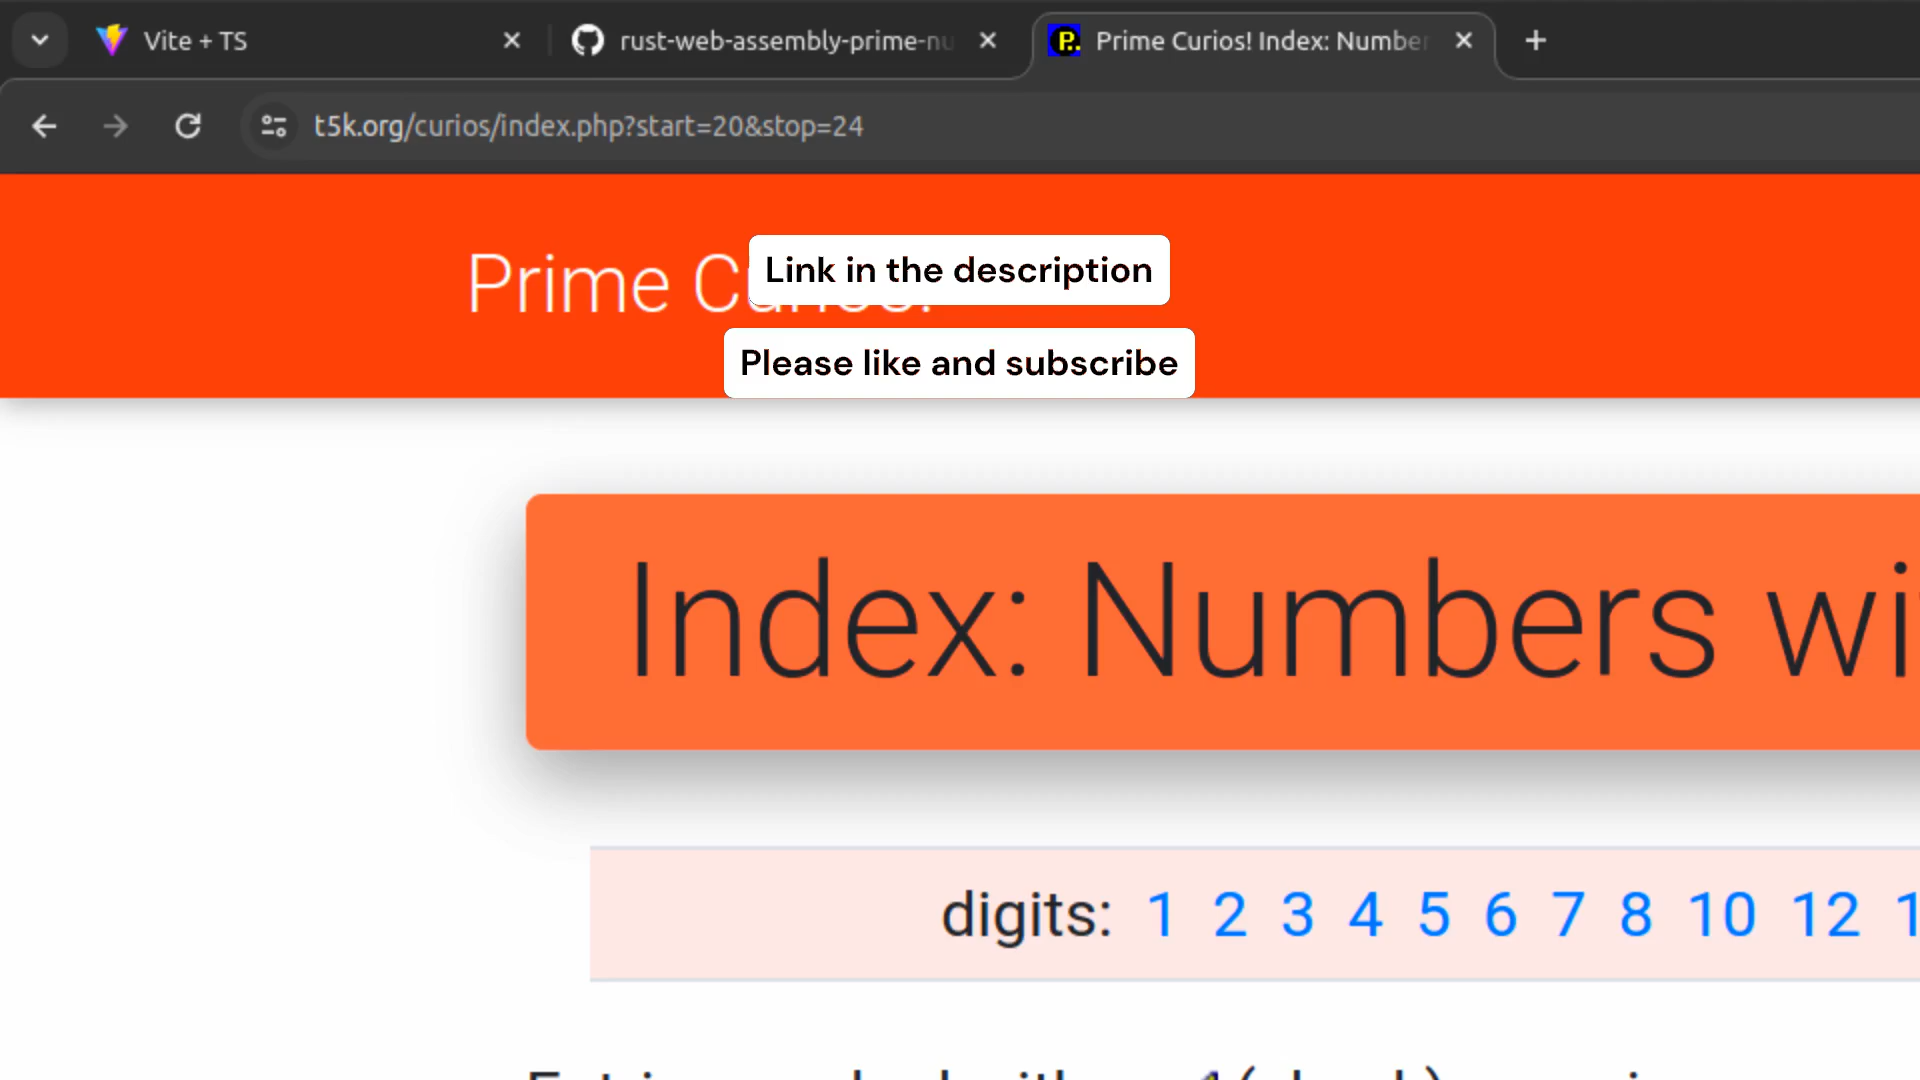 Vite + TS
rust-web-assembly-prime-nu
Prime Curios! Index: Number
t5k.org/curios/index.php?start=20&stop=24
Prime
Link in the description
Please like and subscribe
Index: Numbers wi
digits: 1 2 3 4 5 6 7 8 10 12 1